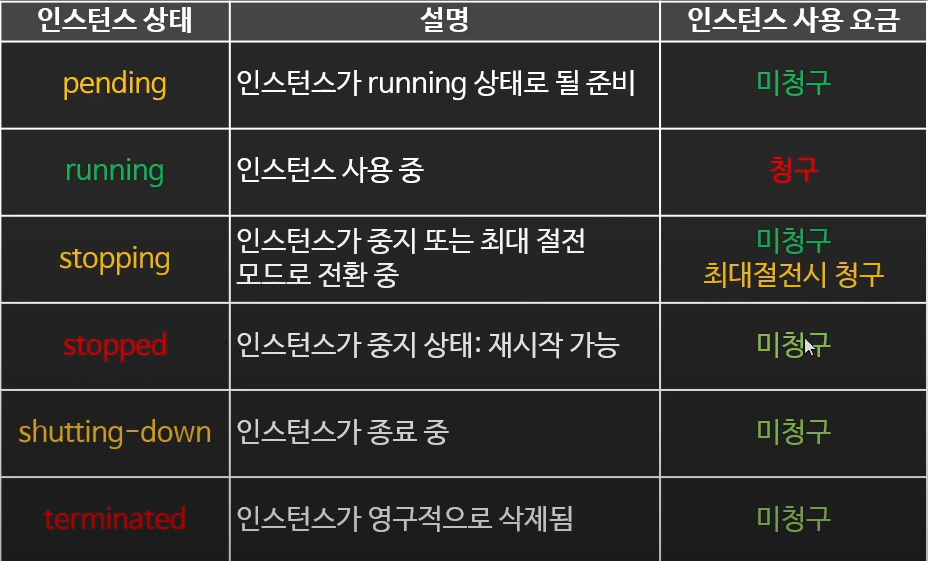 인스턴스 상태 설명 인스턴스 사용 요금
pending 인스턴스가 running 상태로 될 준비 미청구
running 인스턴스 사용 중 청구
stopping 인스턴스가 중지 또는 최대 절전 모드로 전환 중 미청구 최대절전시 청구
stopped 인스턴스가 중지 상태: 재시작 가능 미청구
shutting-down 인스턴스가 종료 중 미청구
terminated 인스턴스가 영구적으로 삭제됨 미청구